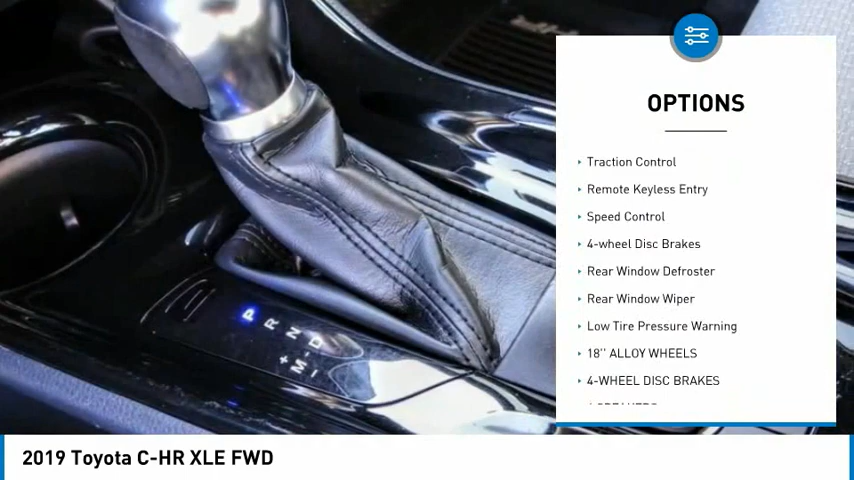 OPTIONS
Traction Control
Remote Keyless Entry
Speed Control
4-wheel Disc Brakes
Rear Window Defroster
Rear Window Wiper
Low Tire Pressure Warning
18'' ALLOY WHEELS
4-WHEEL DISC BRAKES
P
R
N
D
+
M
-
2019 Toyota C-HR XLE FWD